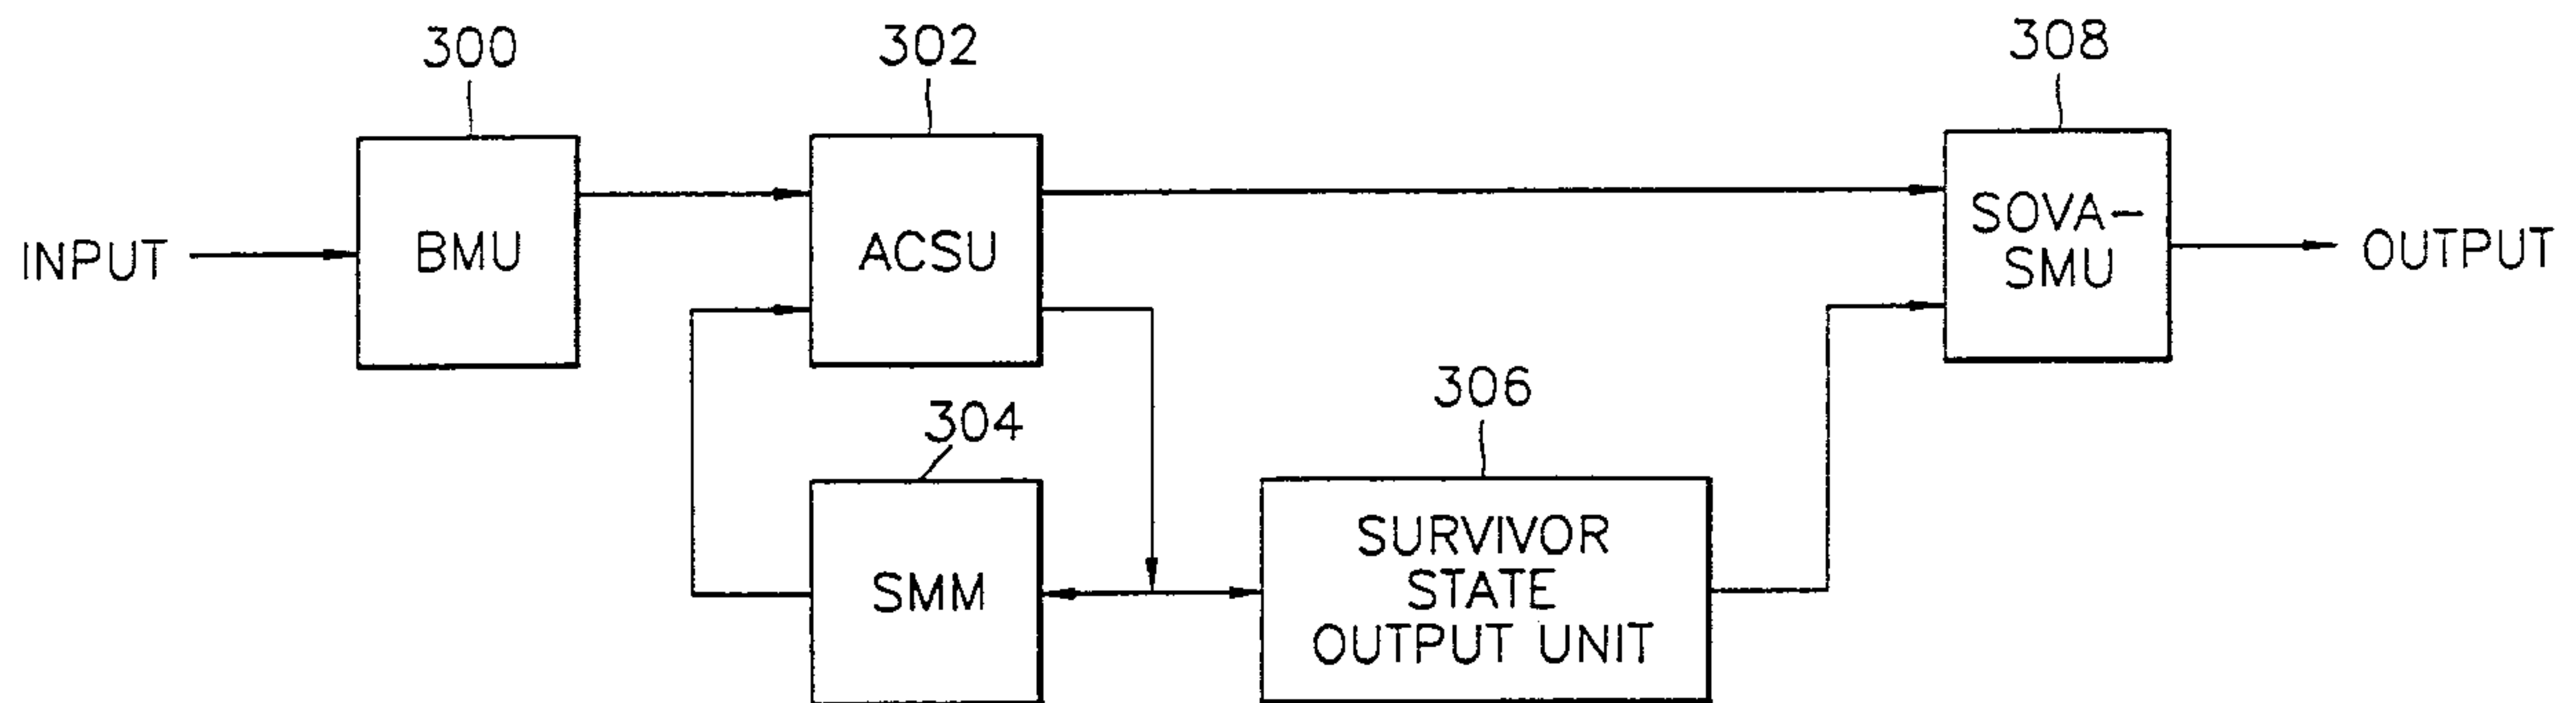 300
302
308
INPUT
BMU
ACSU
SOVA-
SMU
OUTPUT
304
306
SMM
SURVIVOR
STATE
OUTPUT UNIT